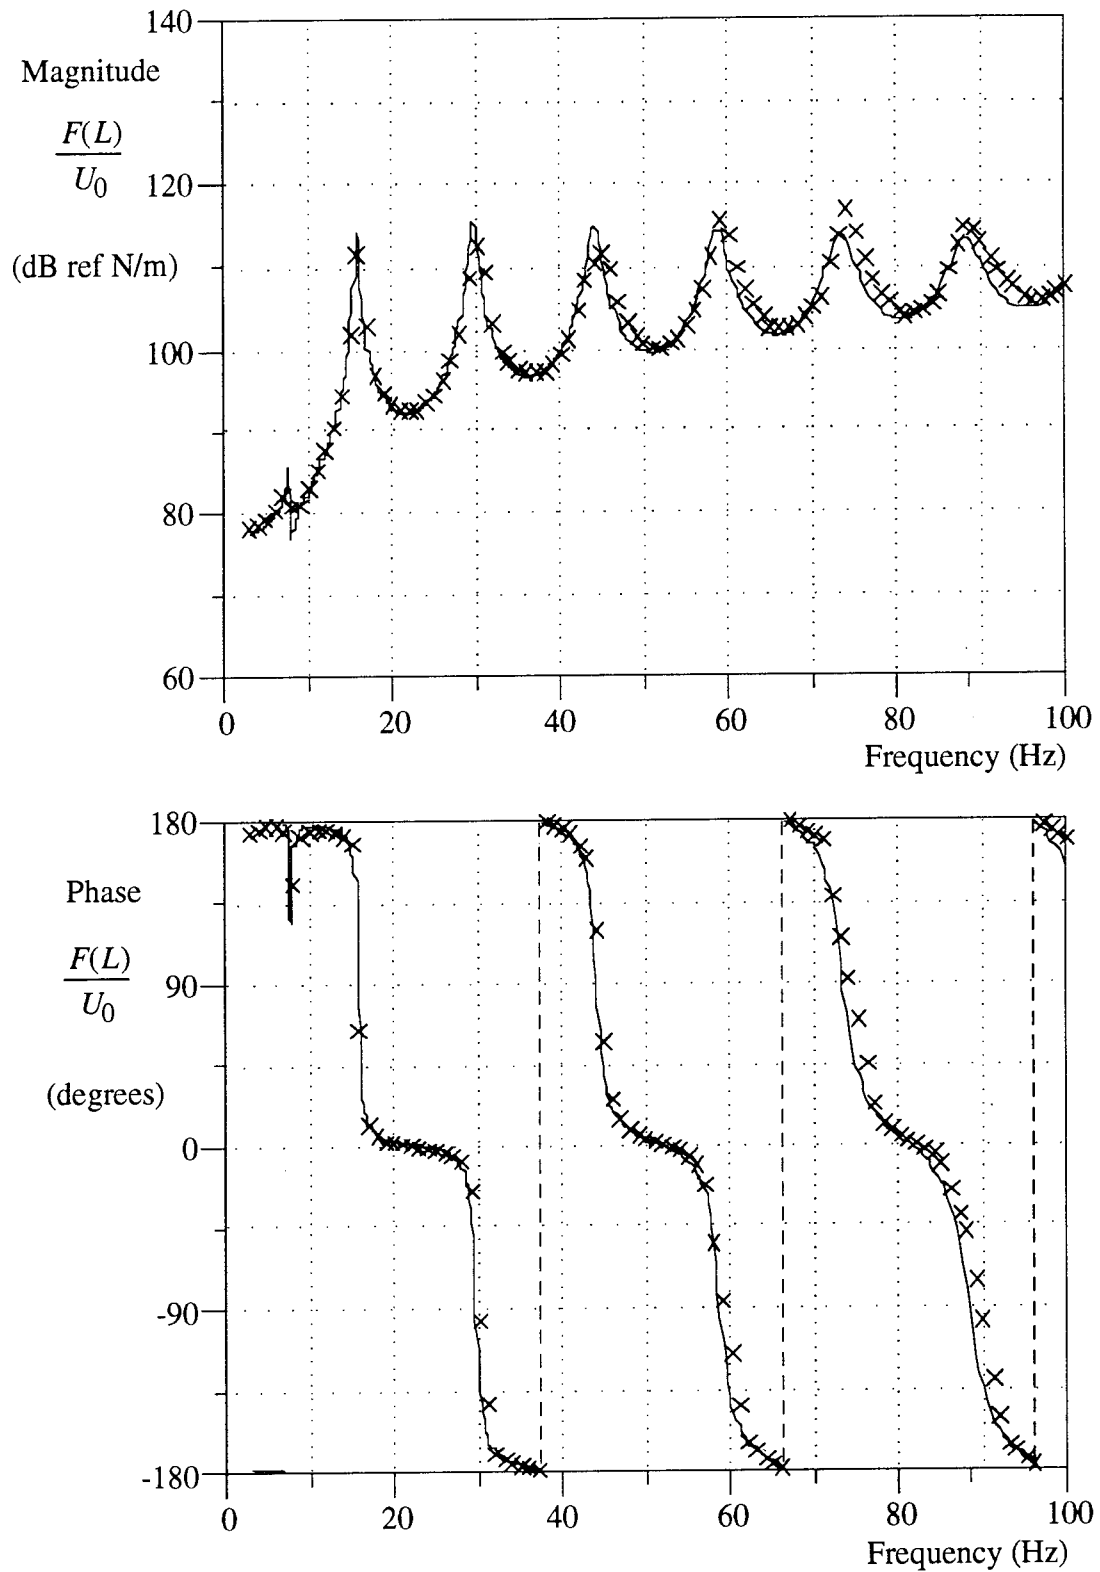 140
Magnitude
F(L)
U0
120
(dB ref N/m)
100
80
60
0 20 40 60 80 100
Frequency (Hz)
180
Phase
F(L)
U0
90
(degrees)
0
-90
-180
0 20 40 60 80 100
Frequency (Hz)